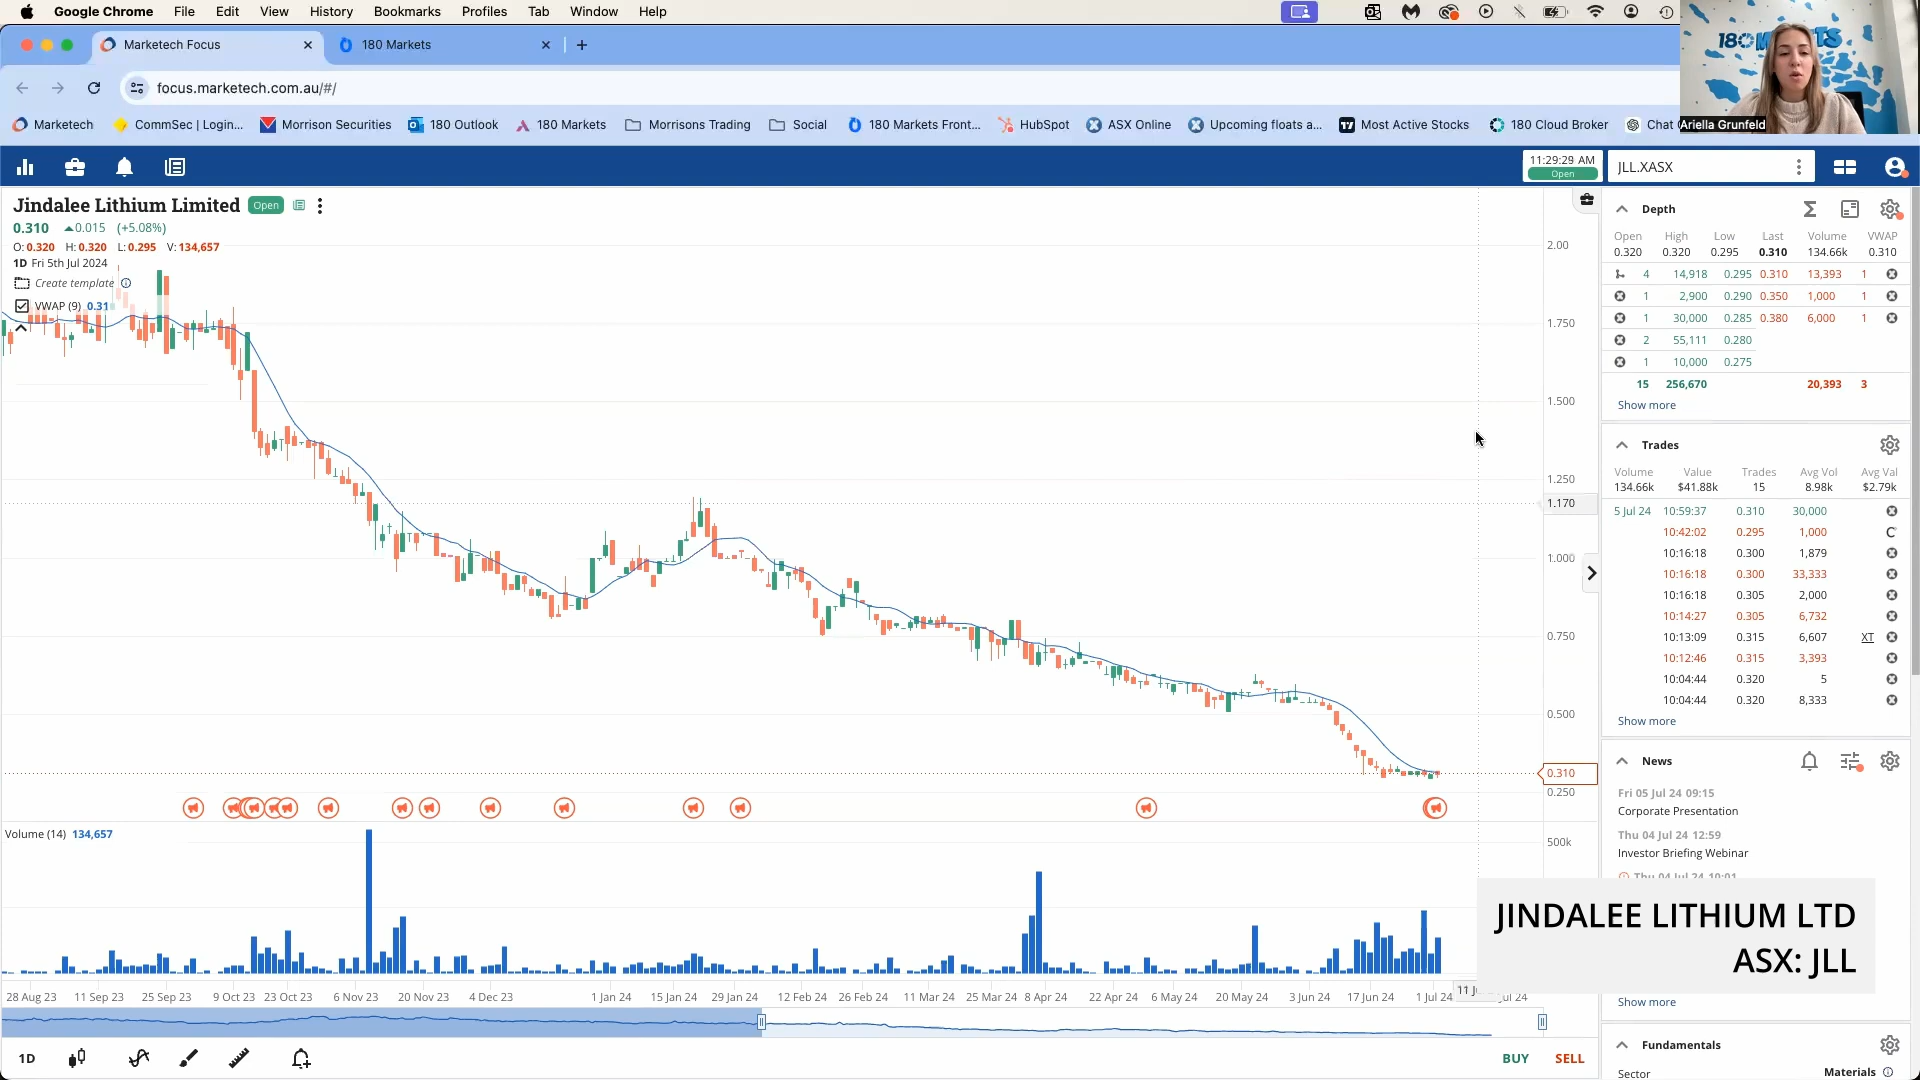 Google Chrome File Edit View History Bookmarks Profiles Tab Window Help
Marketech Focus 180 Markets
focus.marketech.com.au/#/
Marketech CommSec | Login... Morrison Securities 180 Outlook 180 Markets Morrisons Trading Social 180 Markets Front... HubSpot ASX Online Upcoming floats a... Most Active Stocks 180 Cloud Broker Chat
Ariella Grunfeld
11:29:29 AM
Open
JLL.XASX
Jindalee Lithium Limited Open
0.310 0.015 (+5.08%)
O: 0.320 H: 0.320 L: 0.295 V: 134,657
1D Fri 5th Jul 2024
Create template
VWAP (9) 0.31
2.00
1.750
1.500
1.250
1.170
1.000
0.750
0.500
0.310
0.250
Volume (14) 134,657
500k
28 Aug 23 11 Sep 23 25 Sep 23 9 Oct 23 23 Oct 23 6 Nov 23 20 Nov 23 4 Dec 23 1 Jan 24 15 Jan 24 29 Jan 24 12 Feb 24 26 Feb 24 11 Mar 24 25 Mar 24 8 Apr 24 22 Apr 24 6 May 24 20 May 24 3 Jun 24 17 Jun 24 1 Jul 24
1D
BUY SELL
Depth
Open High Low Last Volume VWAP
0.320 0.320 0.295 0.310 134.66k 0.310
4 14,918 0.295 0.310 13,393 1
1 2,900 0.290 0.350 1,000 1
1 30,000 0.285 0.380 6,000 1
2 55,111 0.280
1 10,000 0.275
15 256,670 20,393 3
Show more
Trades
Volume Value Trades Avg Vol Avg Val
134.66k $41.88k 15 8.98k $2.79k
5 Jul 24 10:59:37 0.310 30,000
10:42:02 0.295 1,000 C
10:16:18 0.300 1,879
10:16:18 0.300 33,333
10:16:18 0.305 2,000
10:14:27 0.305 6,732
10:13:09 0.315 6,607 XT
10:12:46 0.315 3,393
10:04:44 0.320 5
10:04:44 0.320 8,333
Show more
News
Fri 05 Jul 24 09:15
Corporate Presentation
Thu 04 Jul 24 12:59
Investor Briefing Webinar
Thu 04 Jul 24 10:01
JINDALEE LITHIUM LTD
ASX: JLL
Show more
Fundamentals
Sector Materials